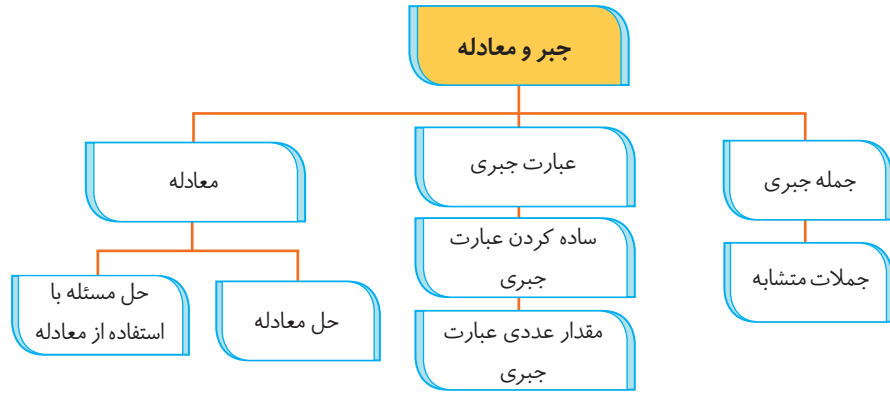 جبر و معادله
جمله جبری
عبارت جبری
معادله
جملات متشابه
ساده کردن عبارت
جبری
مقدار عددی عبارت
جبری
حل معادله
حل مسئله با
استفاده از معادله